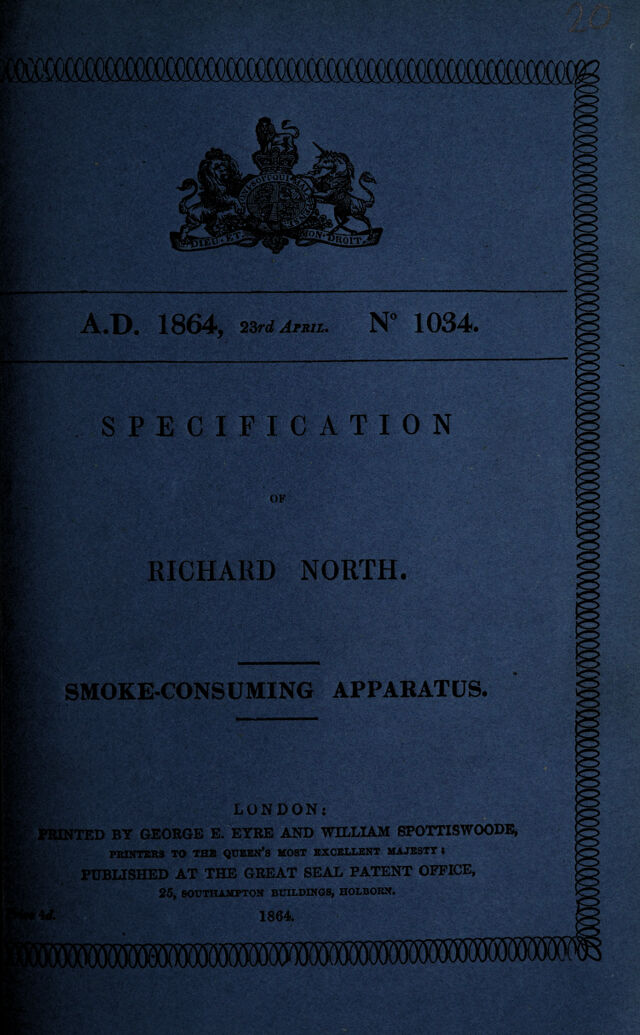 20
DIEU · ET · MON · DROIT.
A.D. 1864, 23rd APRIL. Nº 1034.
SPECIFICATION
OF
RICHARD NORTH.
SMOKE-CONSUMING APPARATUS.
LONDON:
PRINTED BY GEORGE E. EYRE AND WILLIAM SPOTTISWOODE,
PRINTERS TO THE QUEEN'S MOST EXCELLENT MAJESTY:
PUBLISHED AT THE GREAT SEAL PATENT OFFICE,
25, SOUTHAMPTON BUILDINGS, HOLBORN.
4d.
1864.